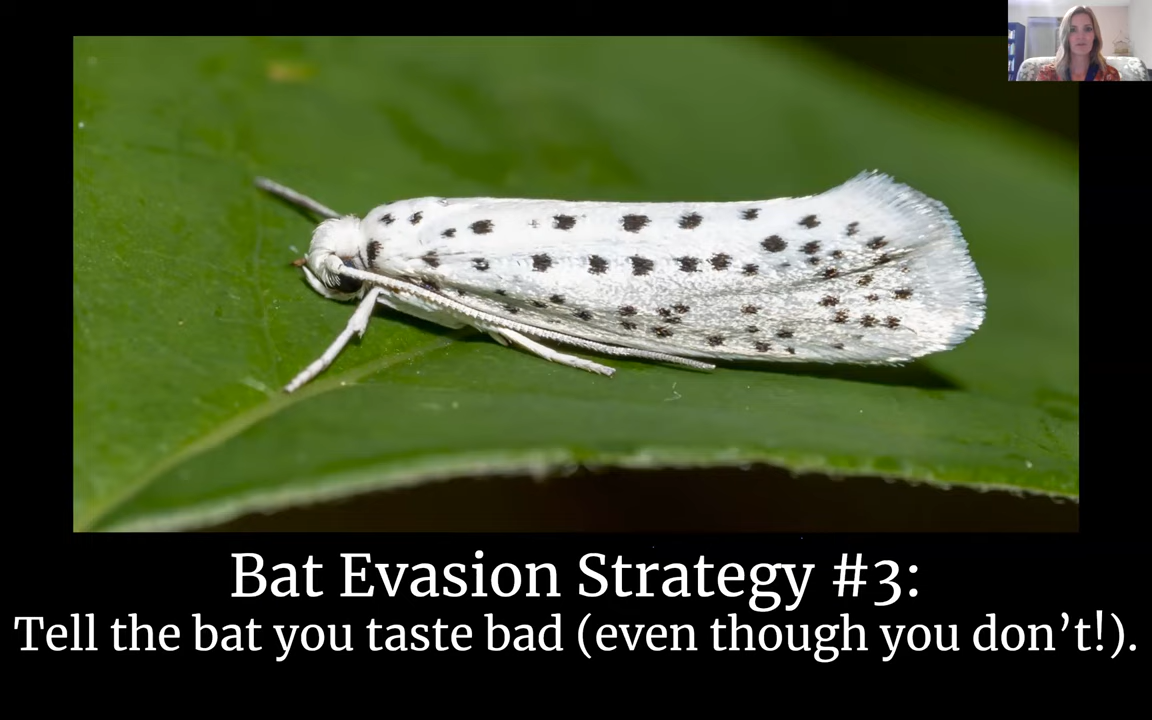 Bat Evasion Strategy #3:
Tell the bat you taste bad (even though you don’t!).